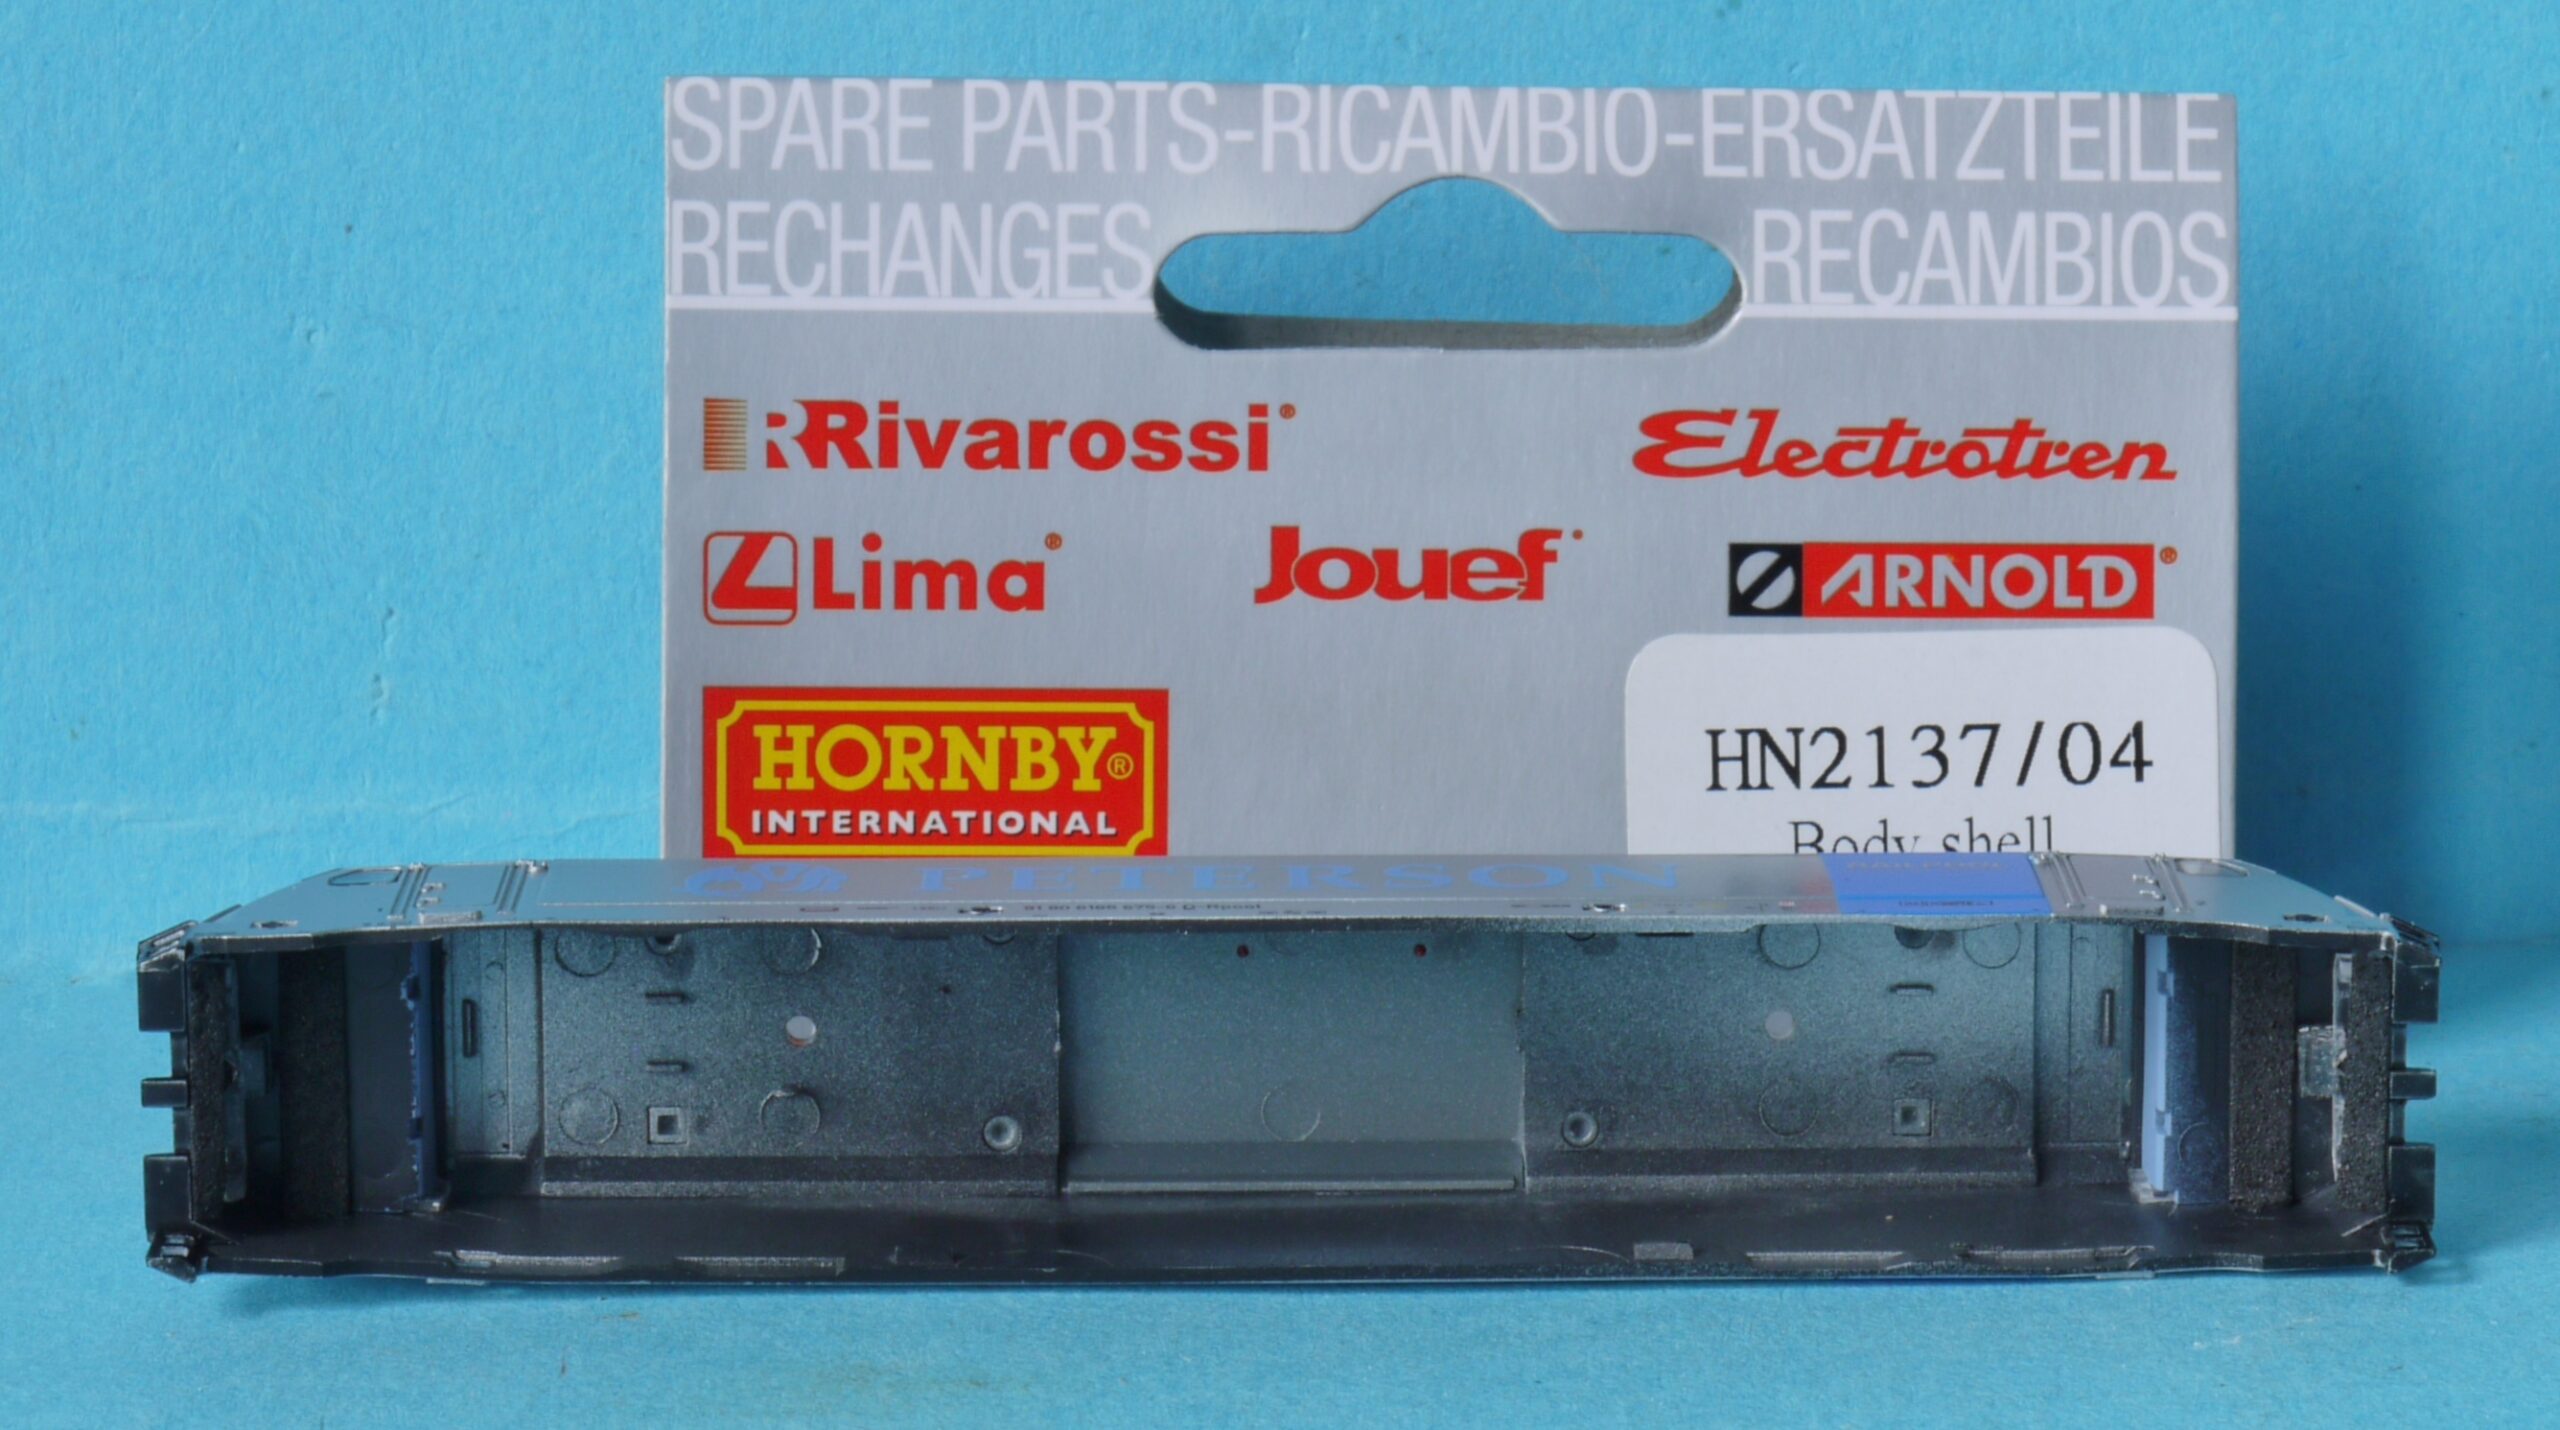 SPARE PARTS-RICAMBIO-ERSATZTEILE
RECHANGES RECAMBIOS
Rivarossi®
Electrotren
Lima®
Jouef
ARNOLD®
HORNBY®
INTERNATIONAL
HN2137/04
Body shell
PETERSON